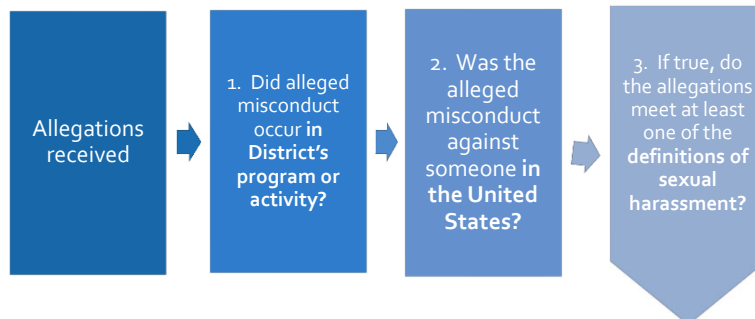 Allegations
received
1. Did alleged
misconduct
occur in
District's
program or
activity?
2. Was the
alleged
misconduct
against
someone in
the United
States?
3. If true, do
the allegations
meet at least
one of the
definitions of
sexual
harassment?